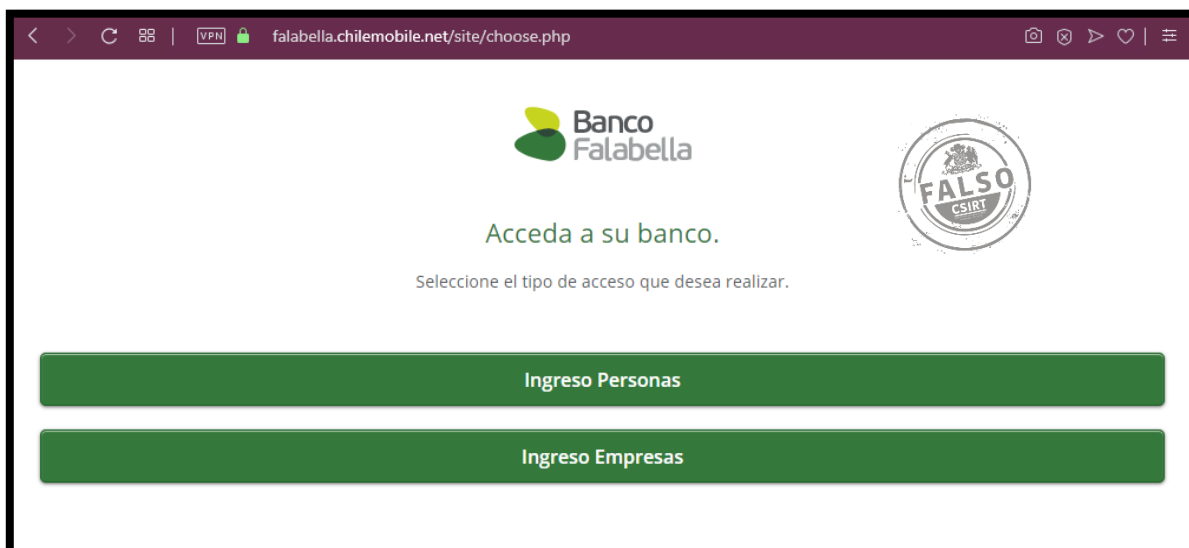 VPN falabella.chilemobile.net/site/choose.php
Banco
Falabella
FALSO
CSIRT
Acceda a su banco.
Seleccione el tipo de acceso que desea realizar.
Ingreso Personas
Ingreso Empresas